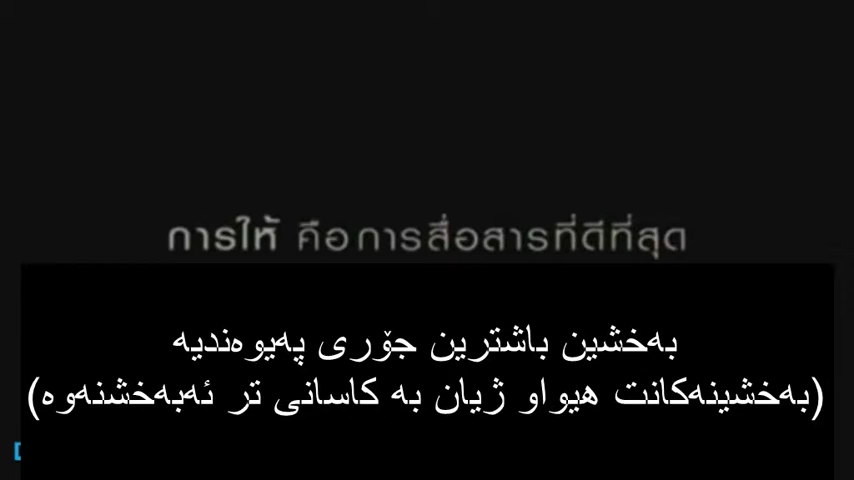 การให้ คือการสื่อสารที่ดีที่สุด
بەخشین باشترین جۆری پەیوەندیە
(بەخشینەکانت هیواو ژیان بە کاسانی تر ئەبەخشنەوە)